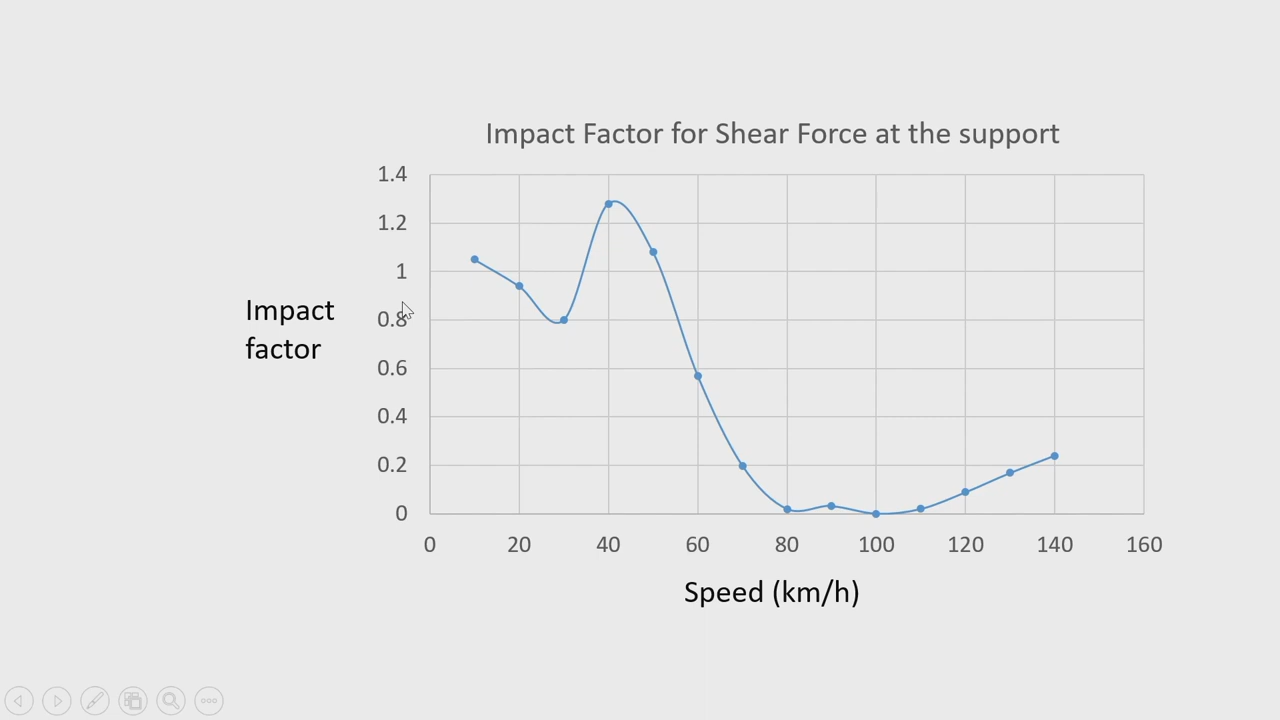 Impact Factor for Shear Force at the support
1.4
1.2
1
0.8
0.6
0.4
0.2
0
Impact
factor
0 20 40 60 80 100 120 140 160
Speed (km/h)